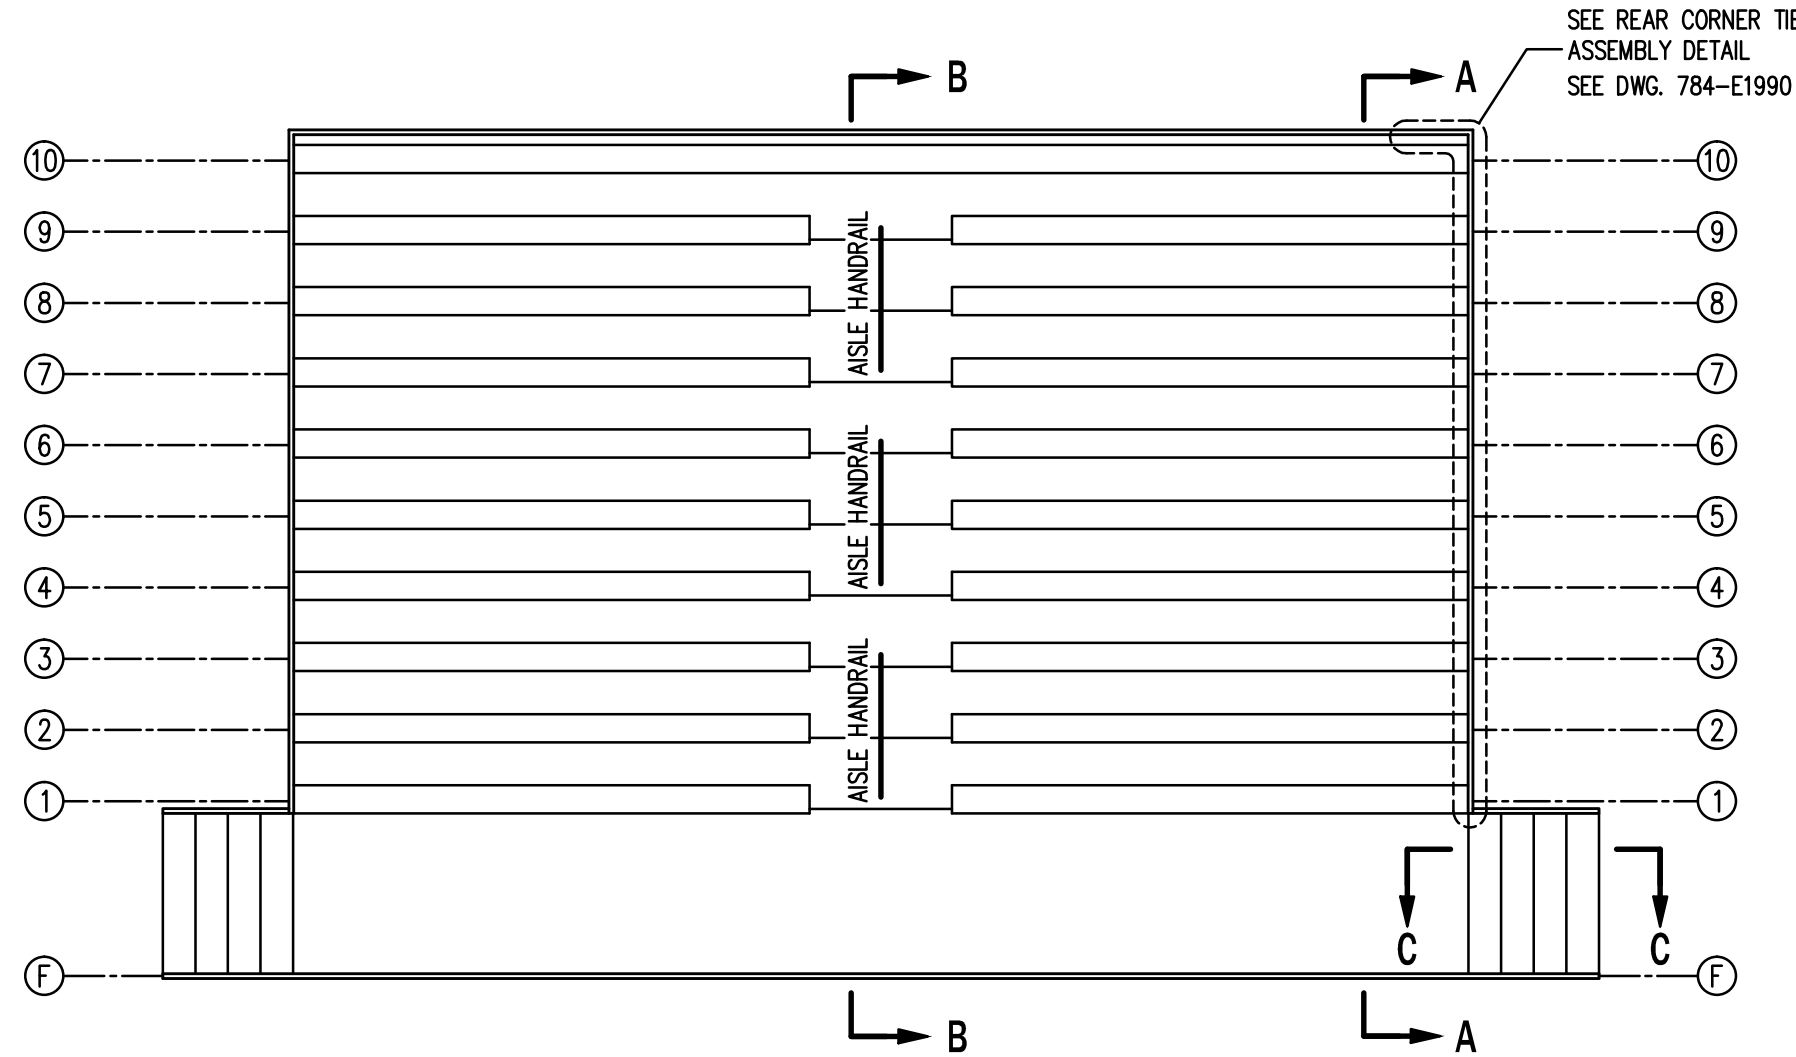 SEE REAR CORNER TIE
ASSEMBLY DETAIL
SEE DWG. 784-E1990
B
A
10
10
9
9
8
8
7
7
AISLE HANDRAIL
6
6
5
5
4
4
AISLE HANDRAIL
3
3
2
2
1
1
AISLE HANDRAIL
C
C
F
F
B
A